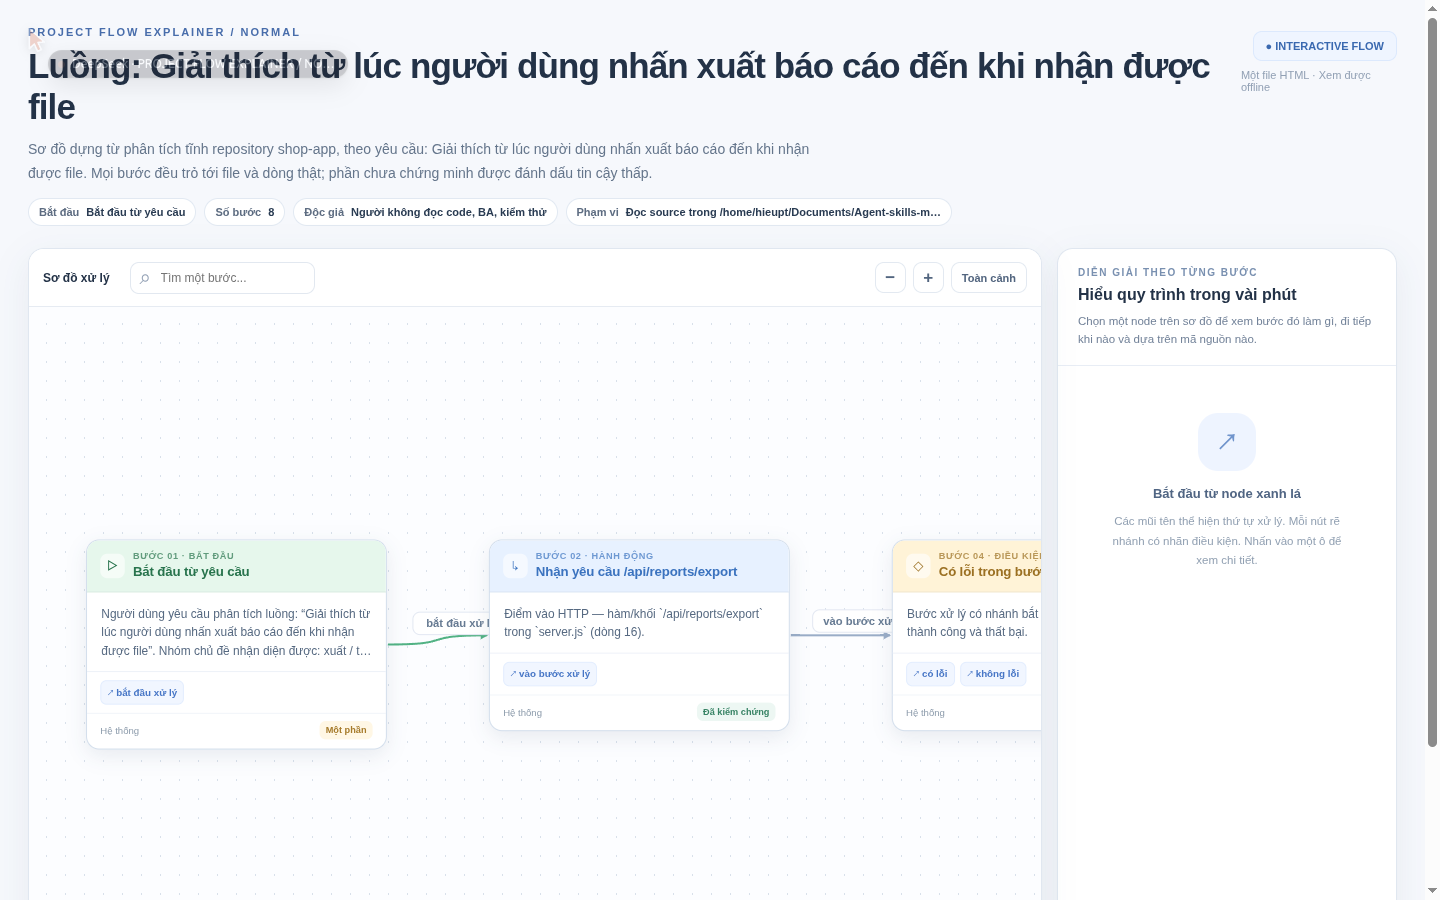 PROJECT FLOW EXPLAINER / NORMAL
Luồng: Giải thích từ lúc người dùng nhấn xuất báo cáo đến khi nhận được
file
● INTERACTIVE FLOW
Một file HTML · Xem được
offline
Sơ đồ dựng từ phân tích tĩnh repository shop-app, theo yêu cầu: Giải thích từ lúc người dùng nhấn xuất báo cáo đến khi nhận
được file. Mọi bước đều trỏ tới file và dòng thật; phần chưa chứng minh được đánh dấu tin cậy thấp.
Bắt đầu Bắt đầu từ yêu cầu
Số bước 8
Độc giả Người không đọc code, BA, kiểm thử
Phạm vi Đọc source trong /home/hieupt/Documents/Agent-skills-m…
Sơ đồ xử lý
Tìm một bước...
−
+
Toàn cảnh
BƯỚC 01 · BẮT ĐẦU
Bắt đầu từ yêu cầu
Người dùng yêu cầu phân tích luồng: “Giải thích từ
lúc người dùng nhấn xuất báo cáo đến khi nhận
được file”. Nhóm chủ đề nhận diện được: xuất / t…
↗ bắt đầu xử lý
Hệ thống
Một phần
bắt đầu xử l
BƯỚC 02 · HÀNH ĐỘNG
Nhận yêu cầu /api/reports/export
Điểm vào HTTP — hàm/khối `/api/reports/export`
trong `server.js` (dòng 16).
↗ vào bước xử lý
Hệ thống
Đã kiểm chứng
vào bước xử
BƯỚC 04 · ĐIỀU KIỆN
Có lỗi trong bướ
Bước xử lý có nhánh bắt
thành công và thất bại.
↗ có lỗi
↗ không lỗi
Hệ thống
DIỄN GIẢI THEO TỪNG BƯỚC
Hiểu quy trình trong vài phút
Chọn một node trên sơ đồ để xem bước đó làm gì, đi tiếp
khi nào và dựa trên mã nguồn nào.
Bắt đầu từ node xanh lá
Các mũi tên thể hiện thứ tự xử lý. Mỗi nút rẽ
nhánh có nhãn điều kiện. Nhấn vào một ô để
xem chi tiết.